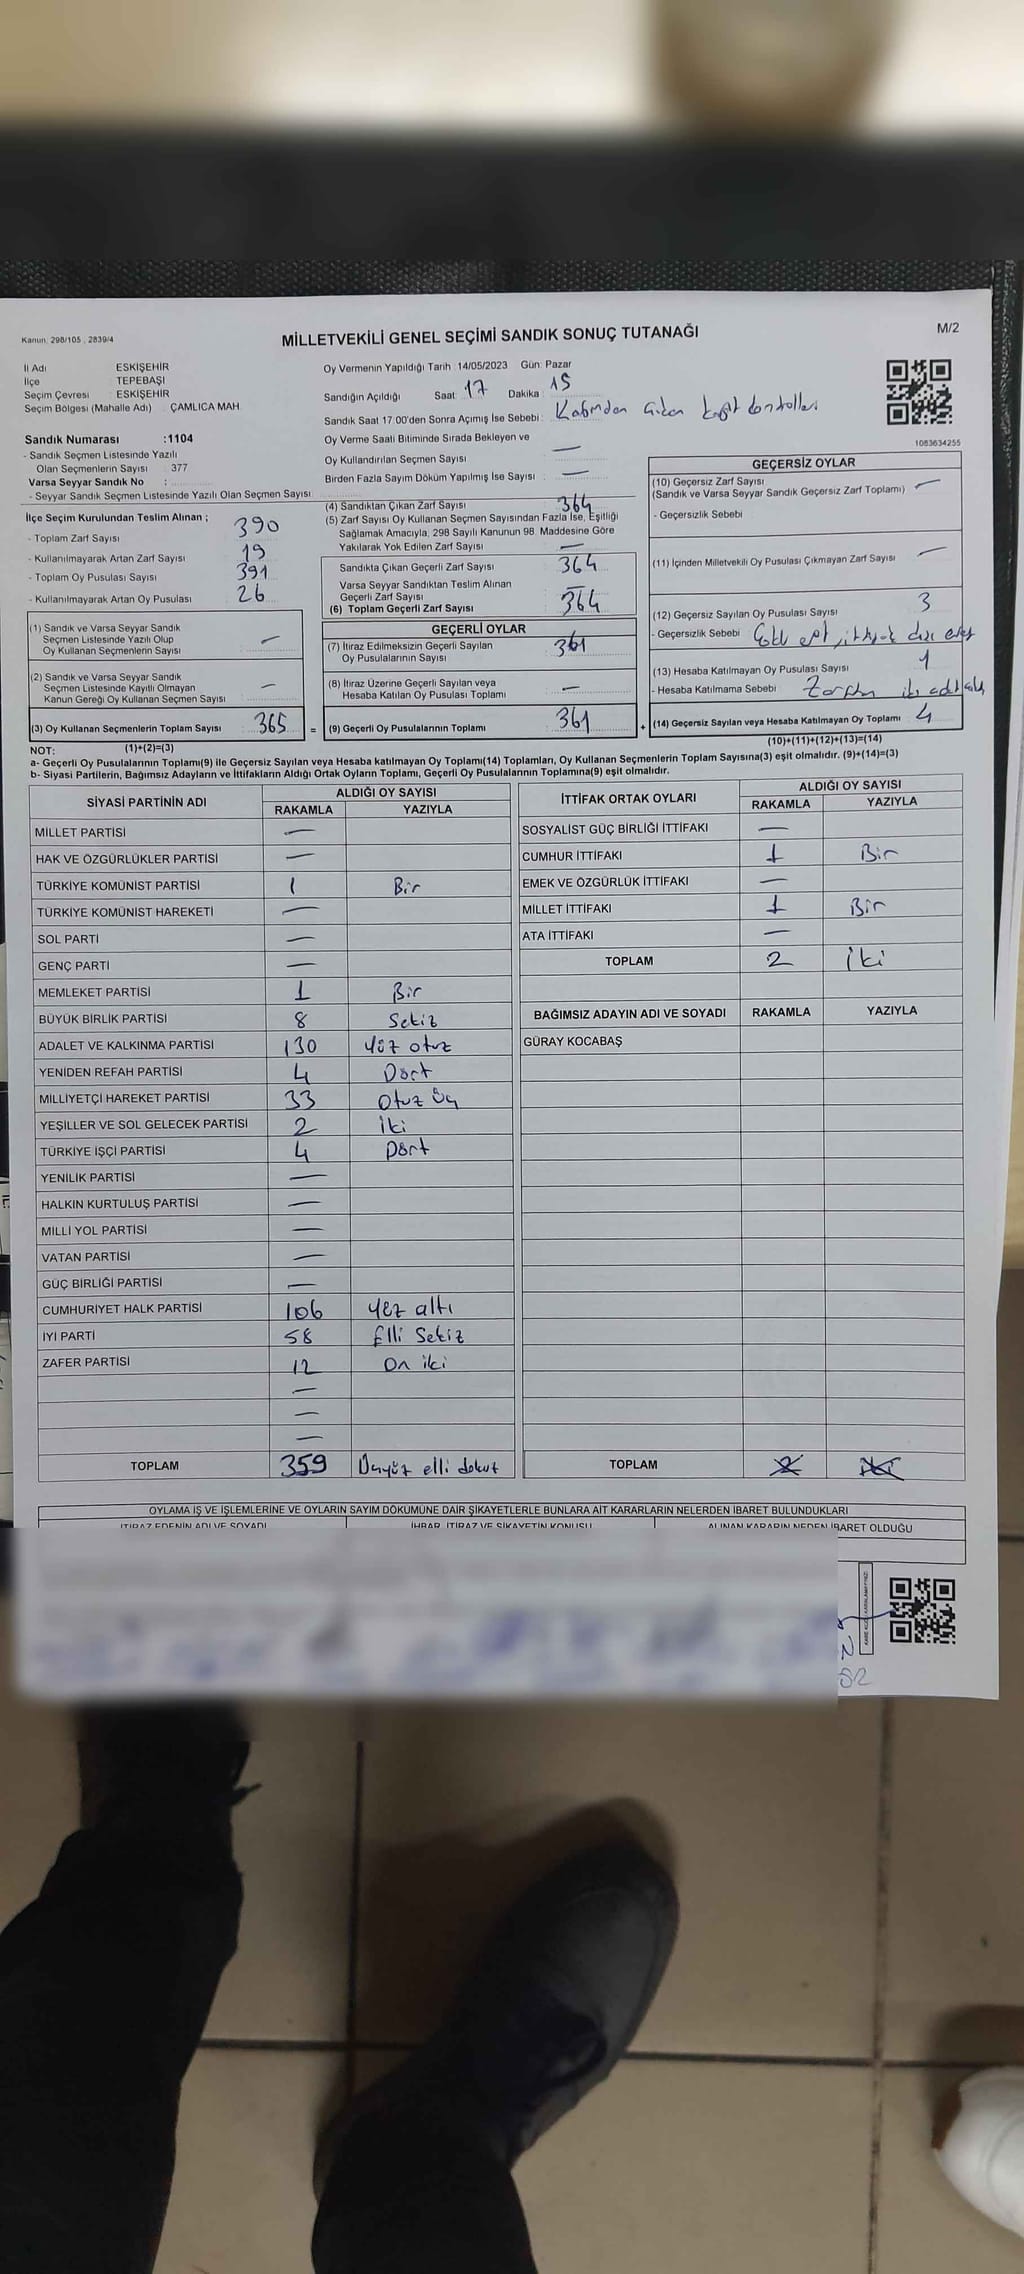 Kanun, 298/105 , 2839/4
MİLLETVEKİLİ GENEL SEÇİMİ SANDIK SONUÇ TUTANAĞI
M/2
İl Adı ESKİŞEHİR
İlçe TEPEBAŞI
Seçim Çevresi : ESKİŞEHİR
Seçim Bölgesi (Mahalle Adı) : ÇAMLICA MAH.
Sandık Numarası :1104
- Sandık Seçmen Listesinde Yazılı
Olan Seçmenlerin Sayısı : 377
Varsa Seyyar Sandık No :
- Seyyar Sandık Seçmen Listesinde Yazılı Olan Seçmen Sayısı
Oy Vermenin Yapıldığı Tarih 14/05/2023 Gün: Pazar
Sandığın Açıldığı Saat 17 Dakika 15
Sandık Saat 17.00'den Sonra Açımış İse Sebebi : Kabinden Çıkan kontrolleri
Oy Verme Saati Bitiminde Sırada Bekleyen ve
Oy Kullandırılan Seçmen Sayısı : —
Birden Fazla Sayım Döküm Yapılmış İse Sayısı : —
1083634255
İlçe Seçim Kurulundan Teslim Alınan ;
- Toplam Zarf Sayısı : 390
- Kullanılmayarak Artan Zarf Sayısı : 19
- Toplam Oy Pusulası Sayısı : 391
- Kullanılmayarak Artan Oy Pusulası : 26
(1) Sandık ve Varsa Seyyar Sandık
Seçmen Listesinde Yazılı Olup
Oy Kullanan Seçmenlerin Sayısı : —
(2) Sandık ve Varsa Seyyar Sandık
Seçmen Listesinde Kayıtlı Olmayan
Kanun Gereği Oy Kullanan Seçmen Sayısı : —
(3) Oy Kullanan Seçmenlerin Toplam Sayısı : 365 =
(4) Sandıktan Çıkan Zarf Sayısı : 364
(5) Zarf Sayısı Oy Kullanan Seçmen Sayısından Fazla İse, Eşitliği
Sağlamak Amacıyla, 298 Sayılı Kanunun 98. Maddesine Göre
Yakılarak Yok Edilen Zarf Sayısı : —
Sandıkta Çıkan Geçerli Zarf Sayısı : 364
Varsa Seyyar Sandıktan Teslim Alınan
Geçerli Zarf Sayısı : —
(6) Toplam Geçerli Zarf Sayısı : 364
GEÇERLİ OYLAR
(7) İtiraz Edilmeksizin Geçerli Sayılan
Oy Pusulalarının Sayısı : 361
(8) İtiraz Üzerine Geçerli Sayılan veya
Hesaba Katılan Oy Pusulası Toplamı : —
(9) Geçerli Oy Pusulalarının Toplamı : 361 +
GEÇERSİZ OYLAR
(10) Geçersiz Zarf Sayısı : —
(Sandık ve Varsa Seyyar Sandık Geçersiz Zarf Toplamı)
- Geçersizlik Sebebi
(11) İçinden Milletvekili Oy Pusulası Çıkmayan Zarf Sayısı : —
(12) Geçersiz Sayılan Oy Pusulası Sayısı : 3
- Geçersizlik Sebebi : dışı
(13) Hesaba Katılmayan Oy Pusulası Sayısı : 1
- Hesaba Katılmama Sebebi : Zarftan
(14) Geçersiz Sayılan veya Hesaba Katılmayan Oy Toplamı : 4
NOT: (1)+(2)=(3)
(10)+(11)+(12)+(13)=(14)
a- Geçerli Oy Pusulalarının Toplamı(9) ile Geçersiz Sayılan veya Hesaba katılmayan Oy Toplamı(14) Toplamları, Oy Kullanan Seçmenlerin Toplam Sayısına(3) eşit olmalıdır. (9)+(14)=(3)
b- Siyasi Partilerin, Bağımsız Adayların ve İttifakların Aldığı Ortak Oyların Toplamı, Geçerli Oy Pusulalarının Toplamına(9) eşit olmalıdır.
SİYASİ PARTİNİN ADI ALDIĞI OY SAYISI
RAKAMLA YAZIYLA
MİLLET PARTİSİ —
HAK VE ÖZGÜRLÜKLER PARTİSİ —
TÜRKİYE KOMÜNİST PARTİSİ 1 Bir
TÜRKİYE KOMÜNİST HAREKETİ —
SOL PARTİ —
GENÇ PARTİ —
MEMLEKET PARTİSİ 1 Bir
BÜYÜK BİRLİK PARTİSİ 8 Sekiz
ADALET VE KALKINMA PARTİSİ 130 Yüz otuz
YENİDEN REFAH PARTİSİ 4 Dört
MİLLİYETÇİ HAREKET PARTİSİ 33 Otuz Üç
YEŞİLLER VE SOL GELECEK PARTİSİ 2 İki
TÜRKİYE İŞÇİ PARTİSİ 4 Dört
YENİLİK PARTİSİ —
HALKIN KURTULUŞ PARTİSİ —
MİLLİ YOL PARTİSİ —
VATAN PARTİSİ —
GÜÇ BİRLİĞİ PARTİSİ —
CUMHURİYET HALK PARTİSİ 106 Yüz altı
İYİ PARTİ 58 Elli Sekiz
ZAFER PARTİSİ 12 On iki
—
—
—
TOPLAM 359 Üçyüz elli dokuz
İTTİFAK ORTAK OYLARI ALDIĞI OY SAYISI
RAKAMLA YAZIYLA
SOSYALİST GÜÇ BİRLİĞİ İTTİFAKI —
CUMHUR İTTİFAKI 1 Bir
EMEK VE ÖZGÜRLÜK İTTİFAKI —
MİLLET İTTİFAKI 1 Bir
ATA İTTİFAKI —
TOPLAM 2 İki
BAĞIMSIZ ADAYIN ADI VE SOYADI RAKAMLA YAZIYLA
GÜRAY KOCABAŞ
TOPLAM 2 İki
OYLAMA İŞ VE İŞLEMLERİNE VE OYLARIN SAYIM DÖKÜMÜNE DAİR ŞİKAYETLERLE BUNLARA AİT KARARLARIN NELERDEN İBARET BULUNDUKLARI
İTİRAZ EDENİN ADI VE SOYADI İHBAR, İTİRAZ VE ŞİKAYETİN KONUSU ALINAN KARARIN NEDEN İBARET OLDUĞU